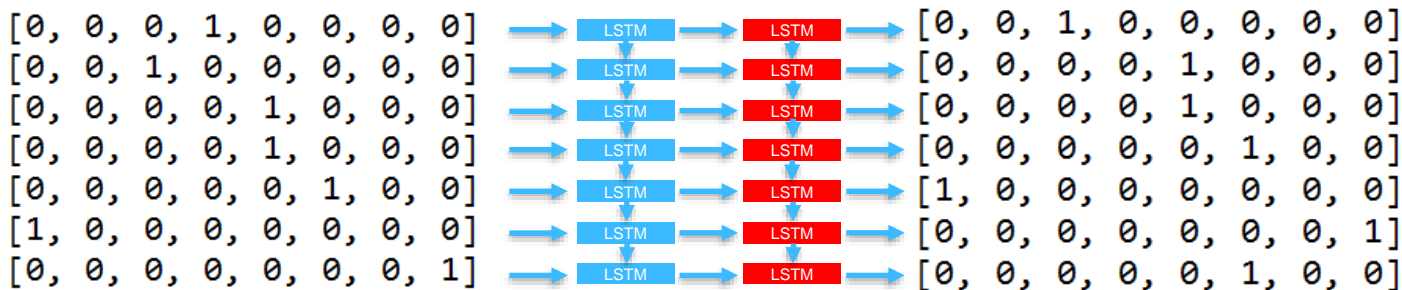 [0, 0, 0, 1, 0, 0, 0, 0] LSTM LSTM [0, 0, 1, 0, 0, 0, 0, 0]
[0, 0, 1, 0, 0, 0, 0, 0] LSTM LSTM [0, 0, 0, 0, 1, 0, 0, 0]
[0, 0, 0, 0, 1, 0, 0, 0] LSTM LSTM [0, 0, 0, 0, 1, 0, 0, 0]
[0, 0, 0, 0, 1, 0, 0, 0] LSTM LSTM [0, 0, 0, 0, 0, 1, 0, 0]
[0, 0, 0, 0, 0, 1, 0, 0] LSTM LSTM [1, 0, 0, 0, 0, 0, 0, 0]
[1, 0, 0, 0, 0, 0, 0, 0] LSTM LSTM [0, 0, 0, 0, 0, 0, 0, 1]
[0, 0, 0, 0, 0, 0, 0, 1] LSTM LSTM [0, 0, 0, 0, 0, 1, 0, 0]